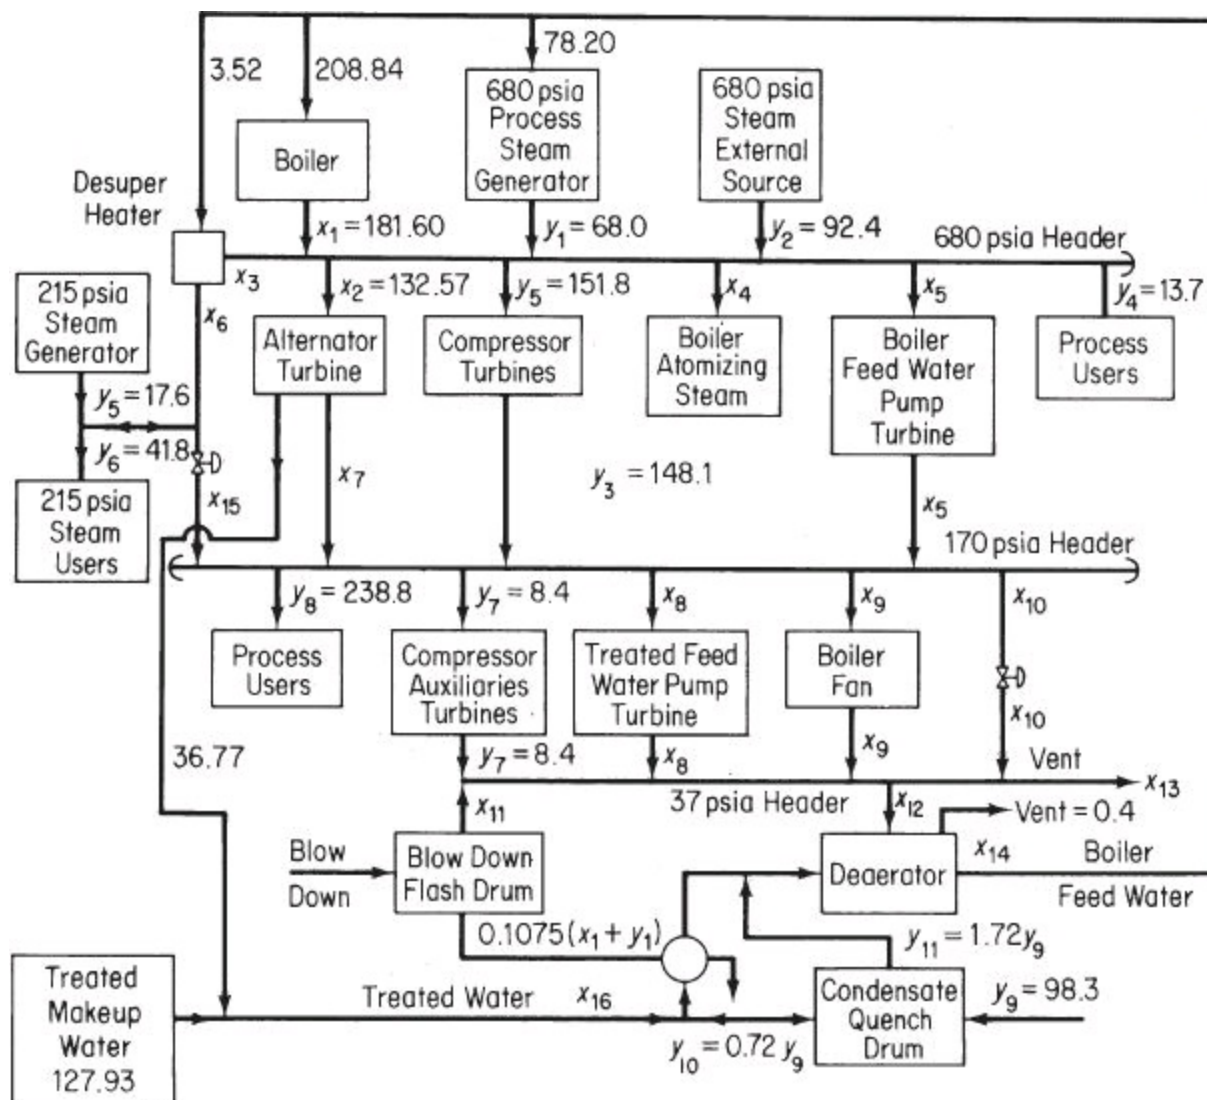 3.52
208.84
78.20
Boiler
680 psia
Process
Steam
Generator
680 psia
Steam
External
Source
Desuper
Heater
x₁ = 181.60
y₁ = 68.0
y₂ = 92.4
680 psia Header
x₃
x₂ = 132.57
y₅ = 151.8
x₄
x₅
y₄ = 13.7
215 psia
Steam
Generator
x₆
Alternator
Turbine
Compressor
Turbines
Boiler
Atomizing
Steam
Boiler
Feed Water
Pump
Turbine
Process
Users
y₅ = 17.6
y₆ = 41.8
x₇
y₃ = 148.1
x₅
215 psia
Steam
Users
x₁₅
170 psia Header
y₈ = 238.8
y₇ = 8.4
x₈
x₉
x₁₀
Process
Users
Compressor
Auxiliaries
Turbines
Treated Feed
Water Pump
Turbine
Boiler
Fan
x₁₀
36.77
y₇ = 8.4
x₈
x₉
Vent
x₁₃
x₁₁
37 psia Header
x₁₂
Vent = 0.4
Blow
Down
Blow Down
Flash Drum
Deaerator
x₁₄
Boiler
Feed Water
0.1075(x₁ + y₁)
y₁₁ = 1.72y₉
Treated
Makeup
Water
127.93
Treated Water
x₁₆
y₁₀ = 0.72 y₉
Condensate
Quench
Drum
y₉ = 98.3